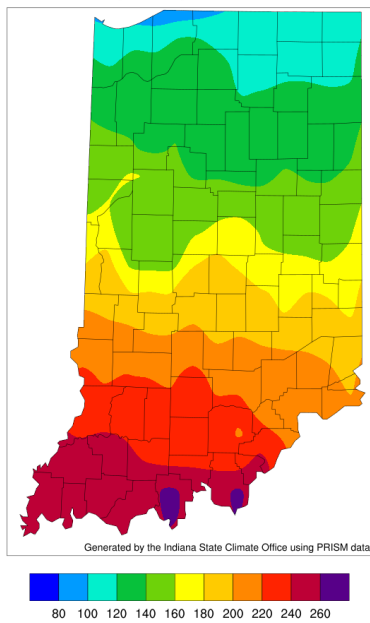 Generated by the Indiana State Climate Office using PRISM data
80 100 120 140 160 180 200 220 240 260